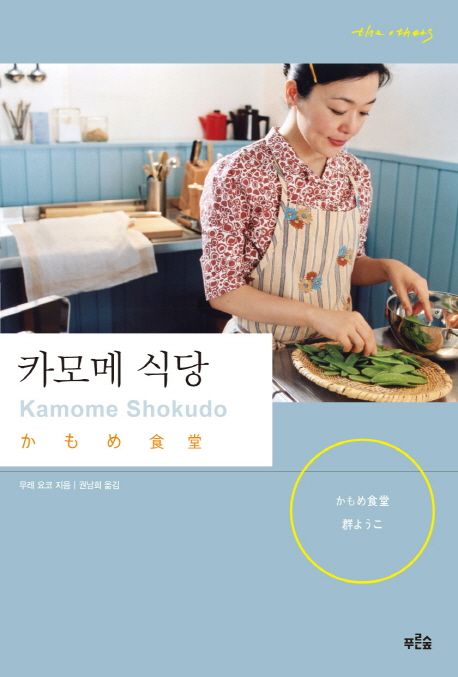 the others
카모메 식당
Kamome Shokudo
かもめ食堂
무레 요코 지음 | 권남희 옮김
かもめ食堂
群ようこ
푸른숲